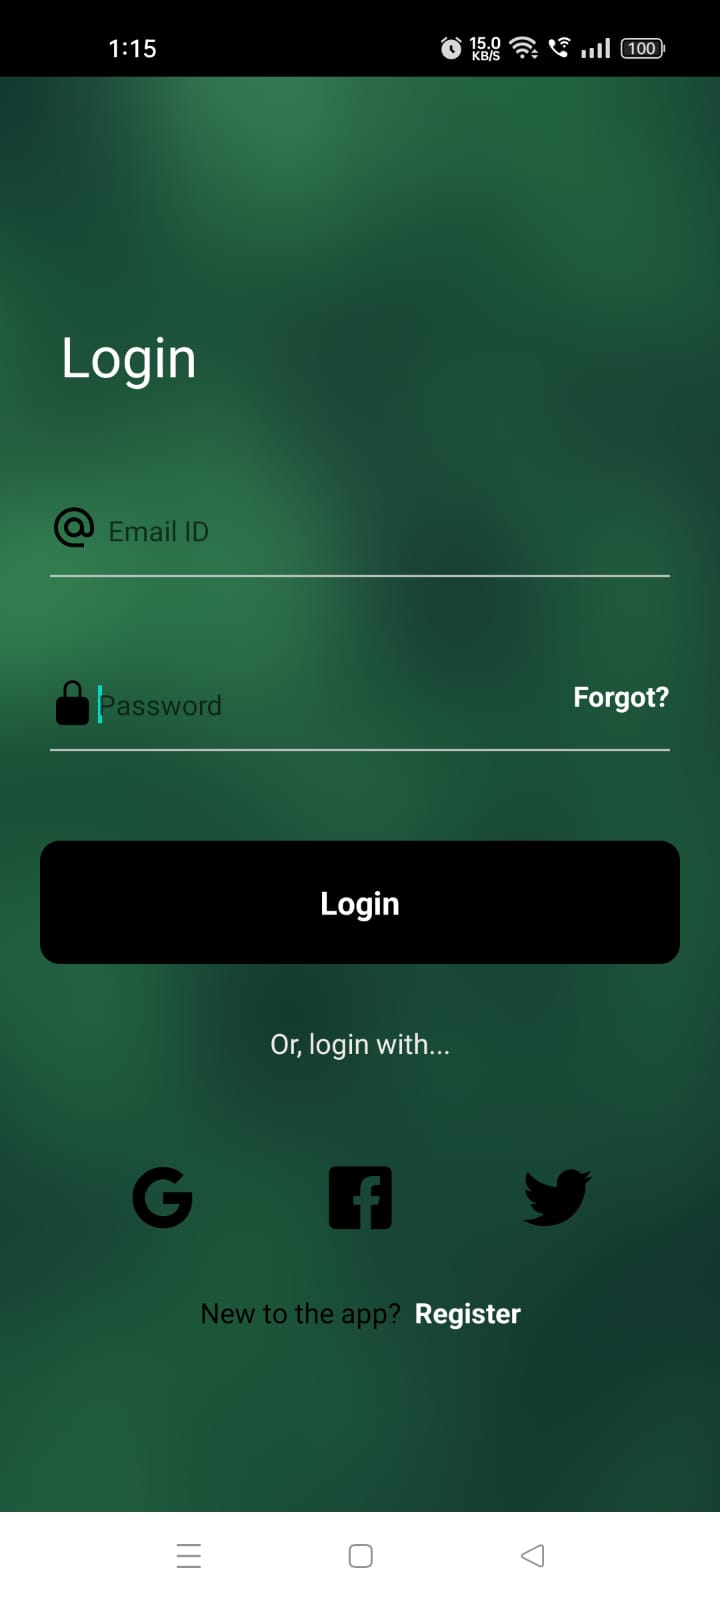 1:15
15.0
KB/S
100
Login
Email ID
Password
Forgot?
Login
Or, login with...
New to the app? Register